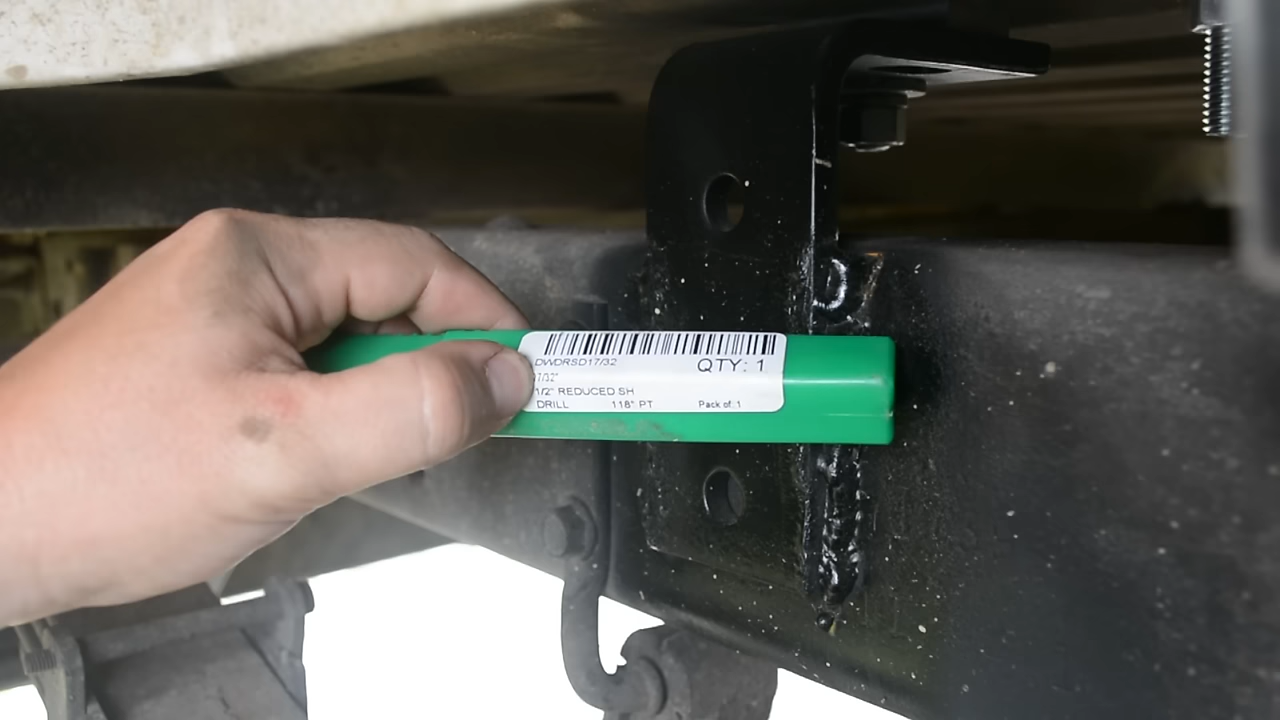 DWDRSD17/32 QTY: 1
7/32"
1/2" REDUCED SH
DRILL 118° PT Pack of: 1